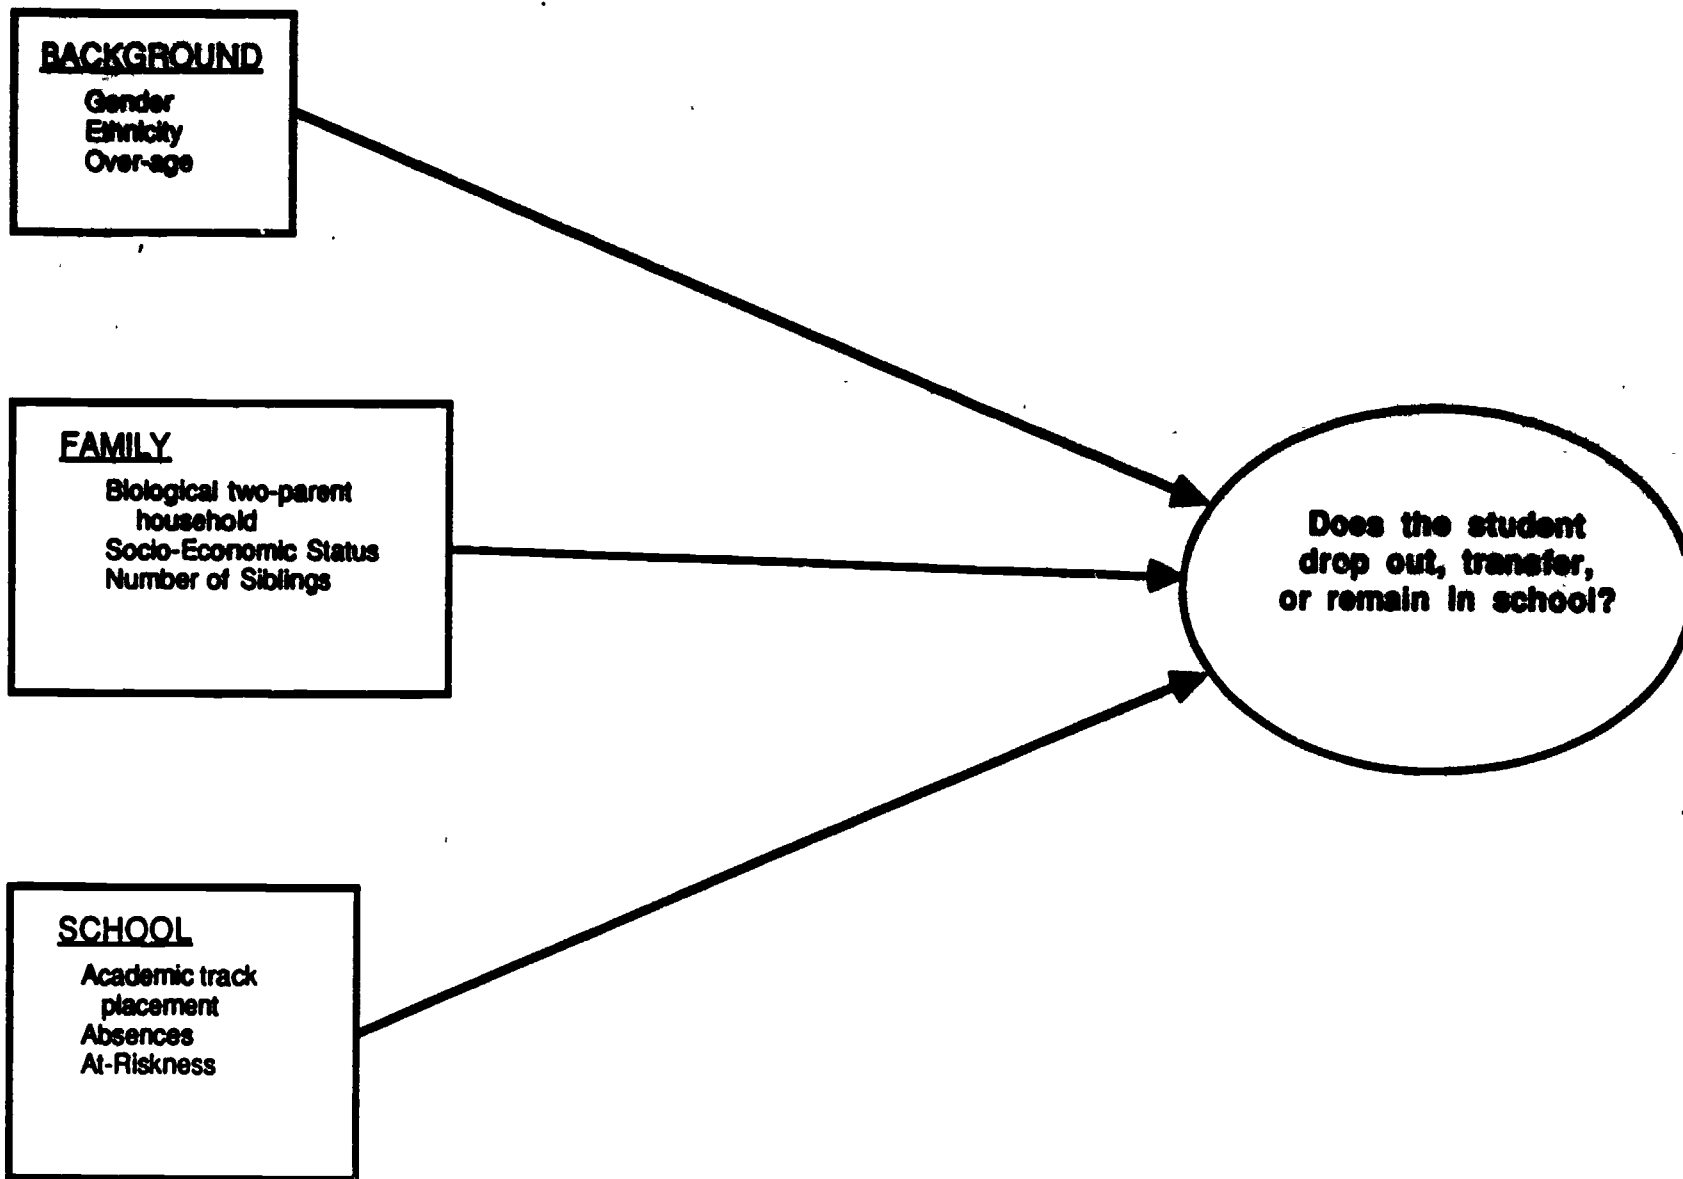 BACKGROUND
Gender
Ethnicity
Over-age
FAMILY
Biological two-parent
household
Socio-Economic Status
Number of Siblings
Does the student
drop out, transfer,
or remain in school?
SCHOOL
Academic track
placement
Absences
At-Riskness